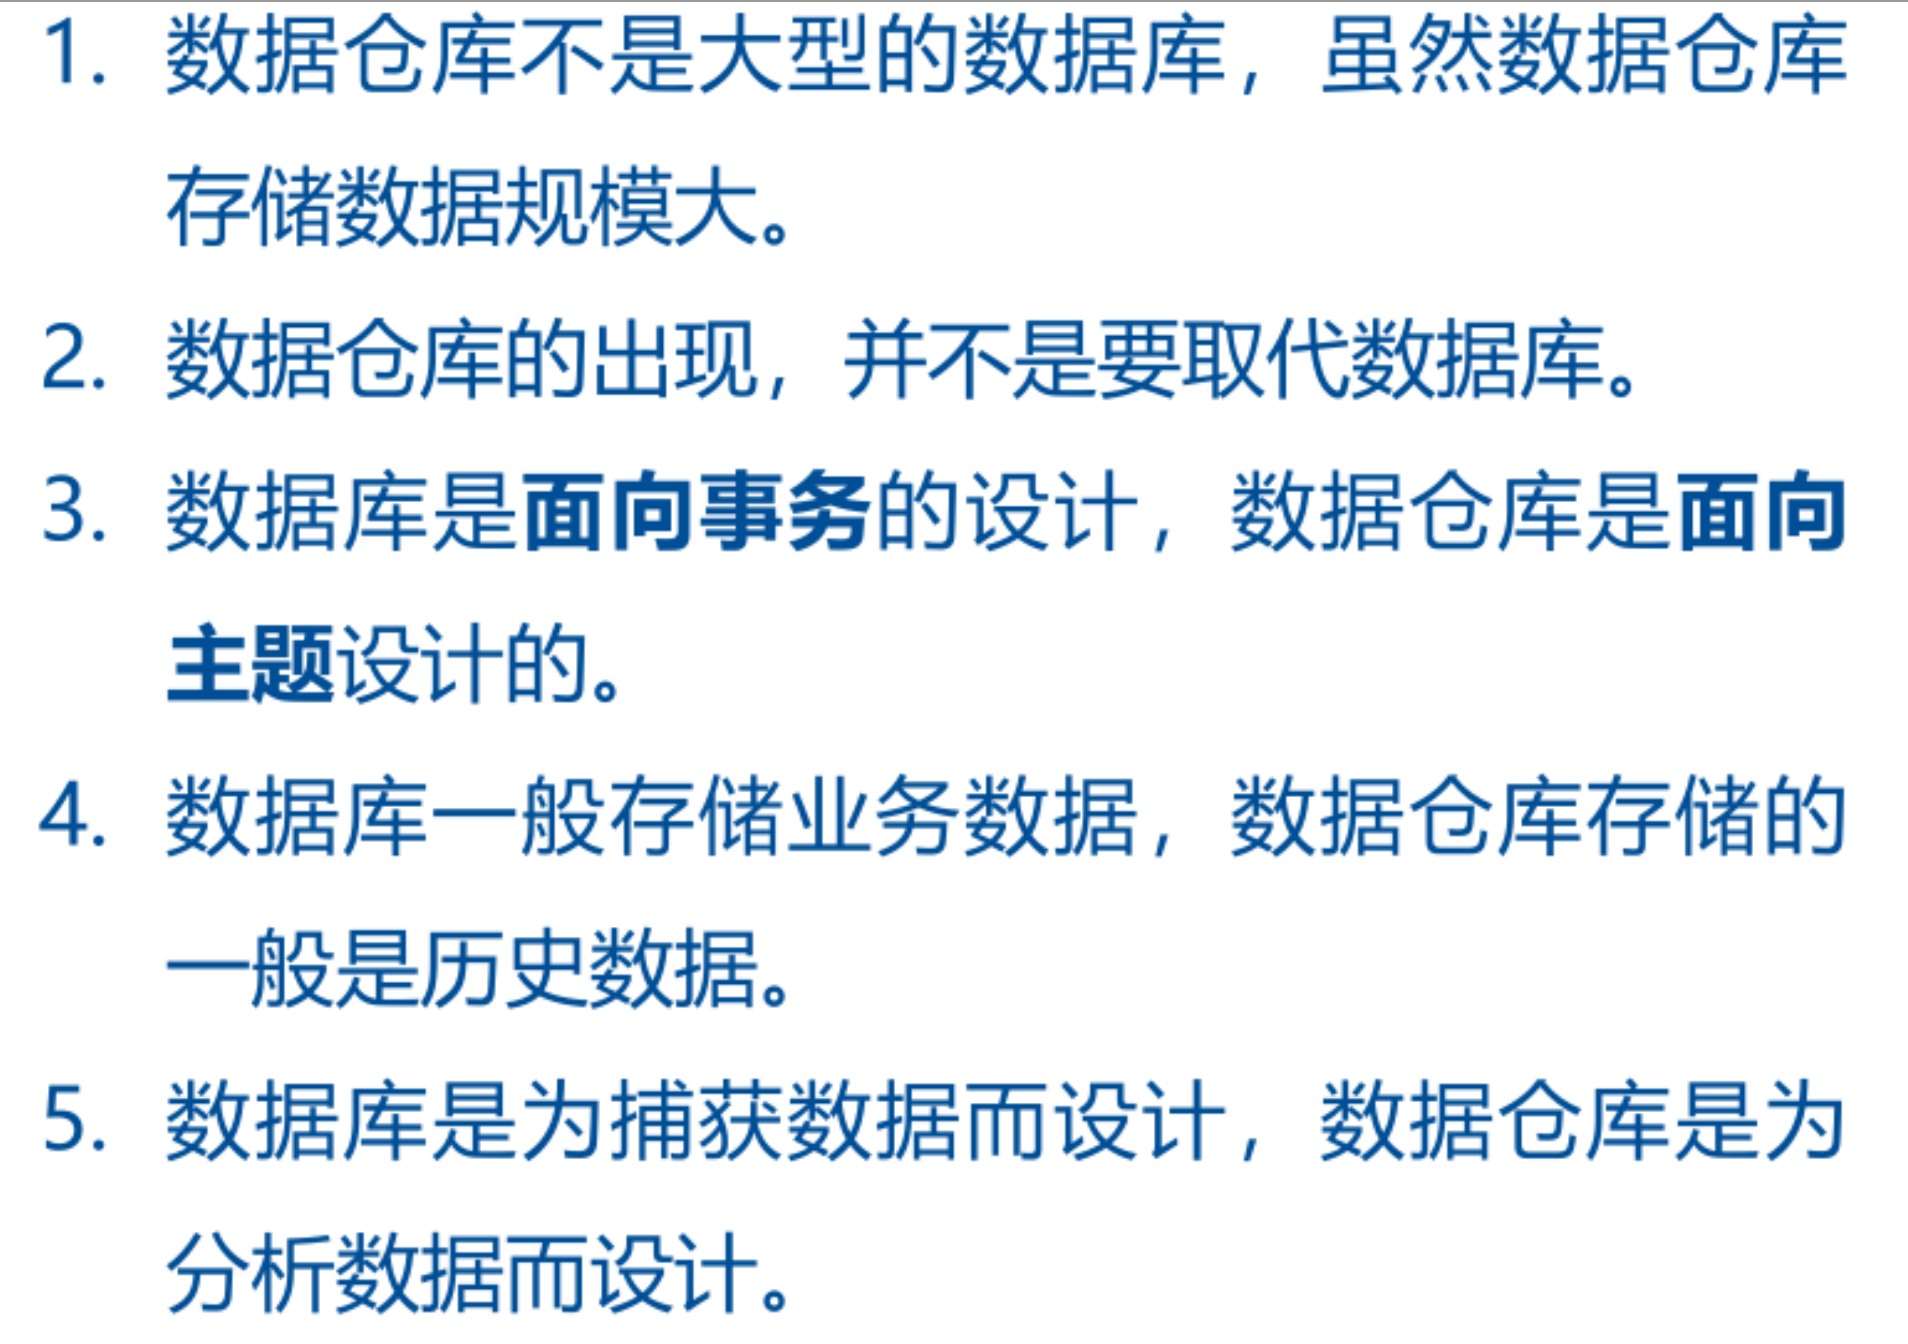 1. 数据仓库不是大型的数据库，虽然数据仓库
存储数据规模大。
2. 数据仓库的出现，并不是要取代数据库。
3. 数据库是面向事务的设计，数据仓库是面向
主题设计的。
4. 数据库一般存储业务数据，数据仓库存储的
一般是历史数据。
5. 数据库是为捕获数据而设计，数据仓库是为
分析数据而设计。